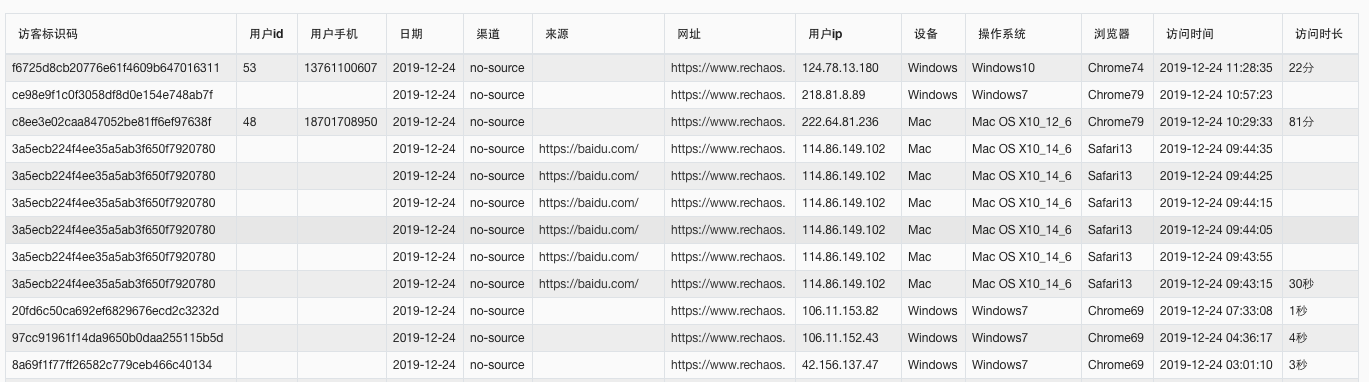 访客标识码 用户id 用户手机 日期 渠道 来源 网址 用户ip 设备 操作系统 浏览器 访问时间 访问时长
f6725d8cb20776e61f4609b647016311 53 13761100607 2019-12-24 no-source https://www.rechaos. 124.78.13.180 Windows Windows10 Chrome74 2019-12-24 11:28:35 22分
ce98e9f1c0f3058df8d0e154e748ab7f 2019-12-24 no-source https://www.rechaos. 218.81.8.89 Windows Windows7 Chrome79 2019-12-24 10:57:23
c8ee3e02caa847052be81ff6ef97638f 48 18701708950 2019-12-24 no-source https://www.rechaos. 222.64.81.236 Mac Mac OS X10_12_6 Chrome79 2019-12-24 10:29:33 81分
3a5ecb224f4ee35a5ab3f650f7920780 2019-12-24 no-source https://baidu.com/ https://www.rechaos. 114.86.149.102 Mac Mac OS X10_14_6 Safari13 2019-12-24 09:44:35
3a5ecb224f4ee35a5ab3f650f7920780 2019-12-24 no-source https://baidu.com/ https://www.rechaos. 114.86.149.102 Mac Mac OS X10_14_6 Safari13 2019-12-24 09:44:25
3a5ecb224f4ee35a5ab3f650f7920780 2019-12-24 no-source https://baidu.com/ https://www.rechaos. 114.86.149.102 Mac Mac OS X10_14_6 Safari13 2019-12-24 09:44:15
3a5ecb224f4ee35a5ab3f650f7920780 2019-12-24 no-source https://baidu.com/ https://www.rechaos. 114.86.149.102 Mac Mac OS X10_14_6 Safari13 2019-12-24 09:44:05
3a5ecb224f4ee35a5ab3f650f7920780 2019-12-24 no-source https://baidu.com/ https://www.rechaos. 114.86.149.102 Mac Mac OS X10_14_6 Safari13 2019-12-24 09:43:55
3a5ecb224f4ee35a5ab3f650f7920780 2019-12-24 no-source https://baidu.com/ https://www.rechaos. 114.86.149.102 Mac Mac OS X10_14_6 Safari13 2019-12-24 09:43:15 30秒
20fd6c50ca692ef6829676ecd2c3232d 2019-12-24 no-source https://www.rechaos. 106.11.153.82 Windows Windows7 Chrome69 2019-12-24 07:33:08 1秒
97cc91961f14da9650b0daa255115b5d 2019-12-24 no-source https://www.rechaos. 106.11.152.43 Windows Windows7 Chrome69 2019-12-24 04:36:17 4秒
8a69f1f77ff26582c779ceb466c40134 2019-12-24 no-source https://www.rechaos. 42.156.137.47 Windows Windows7 Chrome69 2019-12-24 03:01:10 3秒